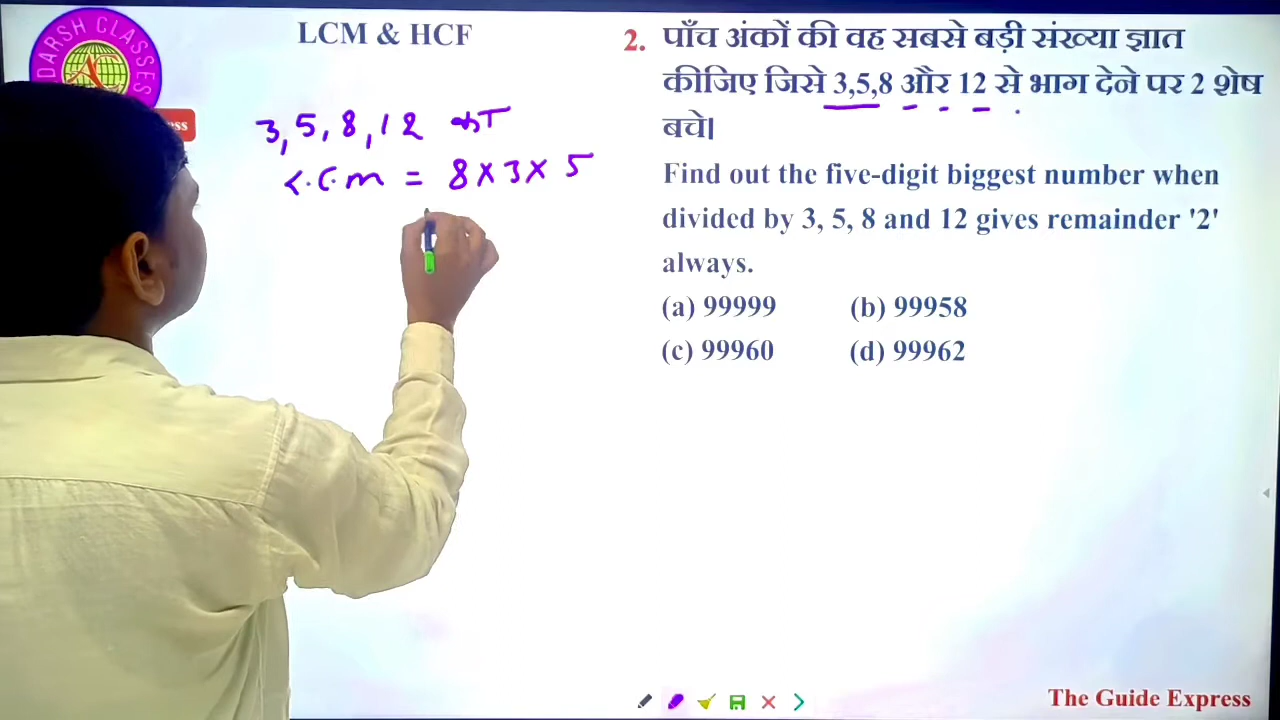 DARSH CLASSES
LCM & HCF
3, 5, 8, 12 का
L.C.M = 8 × 3 × 5
2. पाँच अंकों की वह सबसे बड़ी संख्या ज्ञात
कीजिए जिसे 3,5,8 और 12 से भाग देने पर 2 शेष
बचे।
Find out the five-digit biggest number when
divided by 3, 5, 8 and 12 gives remainder '2'
always.
(a) 99999 (b) 99958
(c) 99960 (d) 99962
The Guide Express